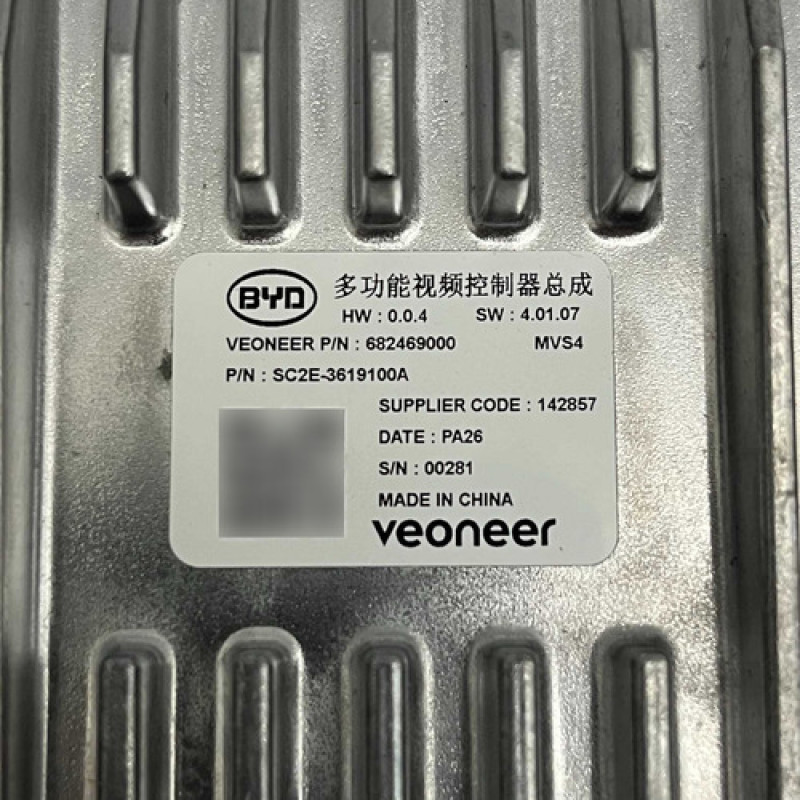 BYD 多功能视频控制器总成
HW : 0.0.4 SW : 4.01.07
VEONEER P/N : 682469000 MVS4
P/N : SC2E-3619100A
SUPPLIER CODE : 142857
DATE : PA26
S/N : 00281
MADE IN CHINA
veoneer